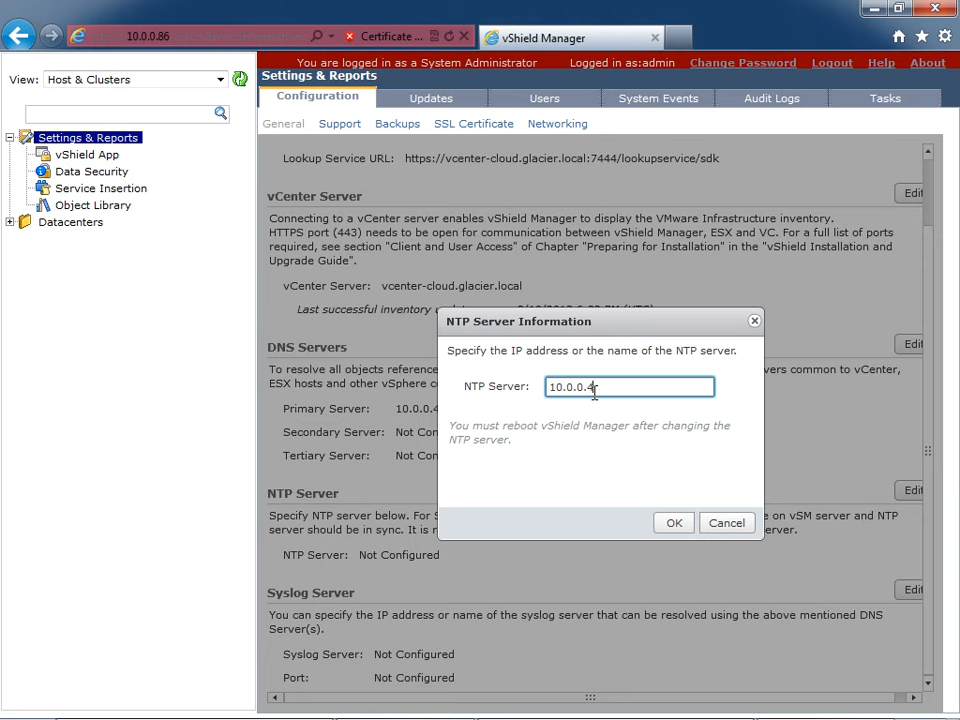 10.0.0.86
Certificate ...
vShield Manager
You are logged in as a System Administrator
Logged in as:admin
Change Password
Logout
Help
About
View:
Host & Clusters
Settings & Reports
vShield App
Data Security
Service Insertion
Object Library
Datacenters
Settings & Reports
Configuration
Updates
Users
System Events
Audit Logs
Tasks
General
Support
Backups
SSL Certificate
Networking
Lookup Service URL: https://vcenter-cloud.glacier.local:7444/lookupservice/sdk
vCenter Server
Edit
Connecting to a vCenter server enables vShield Manager to display the VMware Infrastructure inventory.
HTTPS port (443) needs to be open for communication between vShield Manager, ESX and VC. For a full list of ports
required, see section "Client and User Access" of Chapter "Preparing for Installation" in the "vShield Installation and
Upgrade Guide".
vCenter Server: vcenter-cloud.glacier.local
Last successful inventory
DNS Servers
Edit
To resolve all objects reference
vers common to vCenter,
ESX hosts and other vSphere c
Primary Server: 10.0.0.4
Secondary Server: Not Con
Tertiary Server: Not Con
NTP Server
Edit
Specify NTP server below. For S
e on vSM server and NTP
server should be in sync. It is r
erver.
NTP Server: Not Configured
Syslog Server
Edit
You can specify the IP address or name of the syslog server that can be resolved using the above mentioned DNS
Server(s).
Syslog Server: Not Configured
Port: Not Configured
NTP Server Information
Specify the IP address or the name of the NTP server.
NTP Server: 10.0.0.4
You must reboot vShield Manager after changing the
NTP server.
OK
Cancel